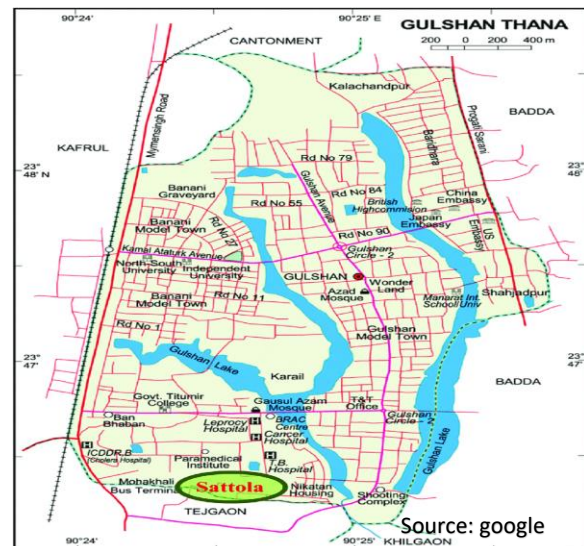 90°24'
90°25' E
GULSHAN THANA
200 0 200 400 m
CANTONMENT
Kalachandpur
BADDA
KAFRUL
Mymensingh Road
Progati Sarani
23° 48' N
23° 48'
Rd No 79
Baridhara
Gulshan Avenue
Banani Graveyard
Rd No 55
Rd No 84
China Embassy
British Highcommision
Japan Embassy
US Embassy
Banani Model Town
Rd No 27
Rd No 90
Kamal Ataturk Avenue
Gulshan Circle - 2
North-South University
Independent University
GULSHAN
Wonder Land
Azad Mosque
Banani Model Town
Rd No 11
Manarat Int. School/Univ
Shahjadpur
Rd No 1
Gulshan Model Town
23° 47'
23° 47'
Gulshan Lake
Karail
BADDA
Govt. Titumir College
Gausul Azam Mosque
T&T Office
Ban Bhaban
Leprocy Hospital
BRAC Centre
Cancer Hospital
Gulshan Circle -
Gulshan Lake
ICDDR,B
(Cholera Hospital)
Paramedical Institute
T.B. Hospital
Mohakhali Bus Terminal
Sattola
Nikatan Housing
Shooting Complex
TEJGAON
Source: google
90° 24'
90°25'
KHILGAON